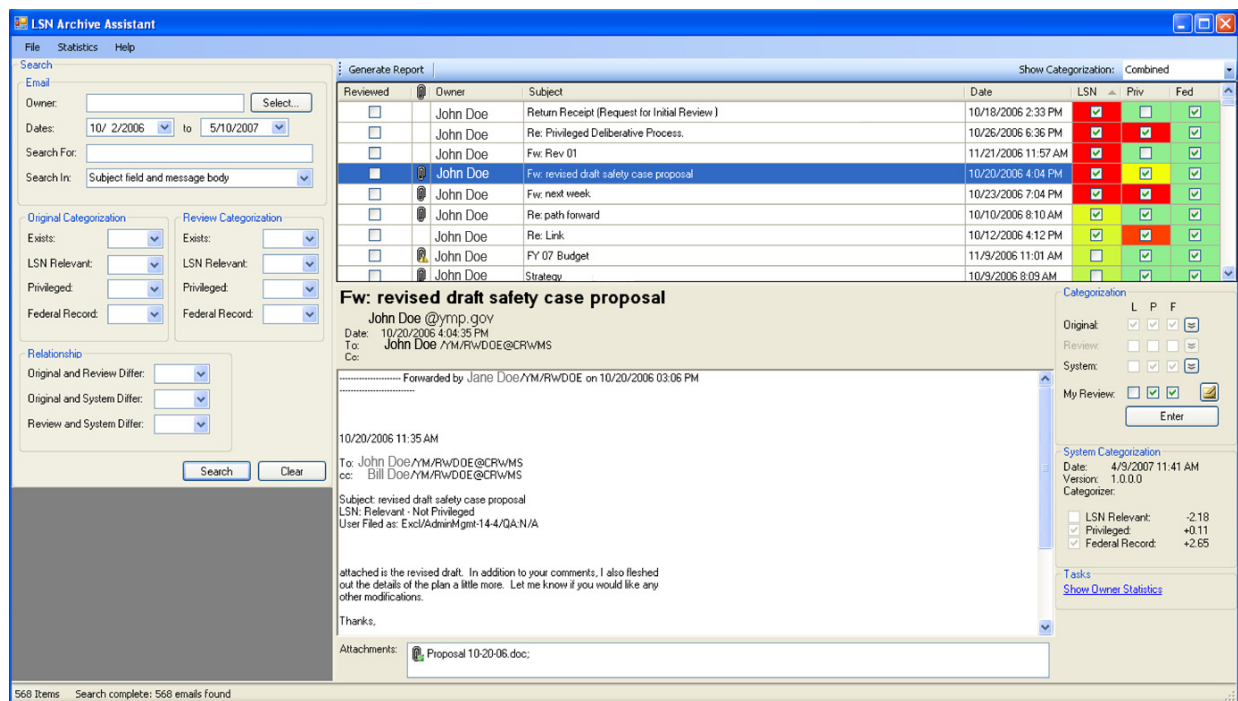 LSN Archive Assistant
File Statistics Help
Search
Email
Owner: Select...
Dates: 10/ 2/2006 to 5/10/2007
Search For:
Search In: Subject field and message body
Original Categorization Review Categorization
Exists: Exists:
LSN Relevant: LSN Relevant:
Privileged: Privileged:
Federal Record: Federal Record:
Relationship
Original and Review Differ:
Original and System Differ:
Review and System Differ:
Search Clear
Generate Report Show Categorization: Combined
Reviewed Owner Subject Date LSN Priv Fed
John Doe Return Receipt (Request for Initial Review ) 10/18/2006 2:33 PM
John Doe Re: Privileged Deliberative Process. 10/26/2006 6:36 PM
John Doe Fw: Rev 01 11/21/2006 11:57 AM
John Doe Fw: revised draft safety case proposal 10/20/2006 4:04 PM
John Doe Fw: next week 10/23/2006 7:04 PM
John Doe Re: path forward 10/10/2006 8:10 AM
John Doe Re: Link 10/12/2006 4:12 PM
John Doe FY 07 Budget 11/9/2006 11:01 AM
John Doe Strategy 10/9/2006 8:09 AM
Fw: revised draft safety case proposal
John Doe @ymp.gov
Date: 10/20/2006 4:04:35 PM
To: John Doe /YM/RWDOE@CRWMS
Cc:
---------------------- Forwarded by Jane Doe/YM/RWDOE on 10/20/2006 03:06 PM
---------------------------
10/20/2006 11:35 AM
To: John Doe/YM/RWDOE@CRWMS
cc: Bill Doe/YM/RWDOE@CRWMS
Subject: revised draft safety case proposal
LSN: Relevant - Not Privileged
User Filed as: Excl/AdminMgmt-14-4/QA:N/A
attached is the revised draft. In addition to your comments, I also fleshed
out the details of the plan a little more. Let me know if you would like any
other modifications.
Thanks,
Attachments: Proposal 10-20-06.doc;
Categorization
L P F
Original:
Review:
System:
My Review:
Enter
System Categorization
Date: 4/9/2007 11:41 AM
Version: 1.0.0.0
Categorizer:
LSN Relevant: -2.18
Privileged: +0.11
Federal Record: +2.65
Tasks
Show Owner Statistics
568 Items Search complete: 568 emails found